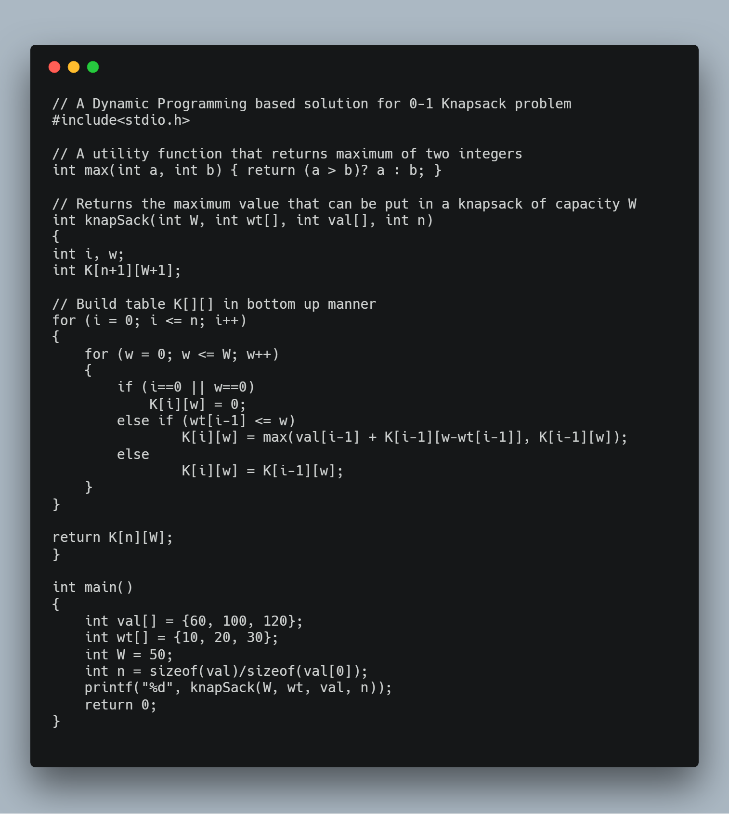 // A Dynamic Programming based solution for 0-1 Knapsack problem
#include<stdio.h>

// A utility function that returns maximum of two integers
int max(int a, int b) { return (a > b)? a : b; }

// Returns the maximum value that can be put in a knapsack of capacity W
int knapSack(int W, int wt[], int val[], int n)
{
int i, w;
int K[n+1][W+1];

// Build table K[][] in bottom up manner
for (i = 0; i <= n; i++)
{
    for (w = 0; w <= W; w++)
    {
        if (i==0 || w==0)
            K[i][w] = 0;
        else if (wt[i-1] <= w)
                K[i][w] = max(val[i-1] + K[i-1][w-wt[i-1]], K[i-1][w]);
        else
                K[i][w] = K[i-1][w];
    }
}

return K[n][W];
}

int main()
{
    int val[] = {60, 100, 120};
    int wt[] = {10, 20, 30};
    int W = 50;
    int n = sizeof(val)/sizeof(val[0]);
    printf("%d", knapSack(W, wt, val, n));
    return 0;
}